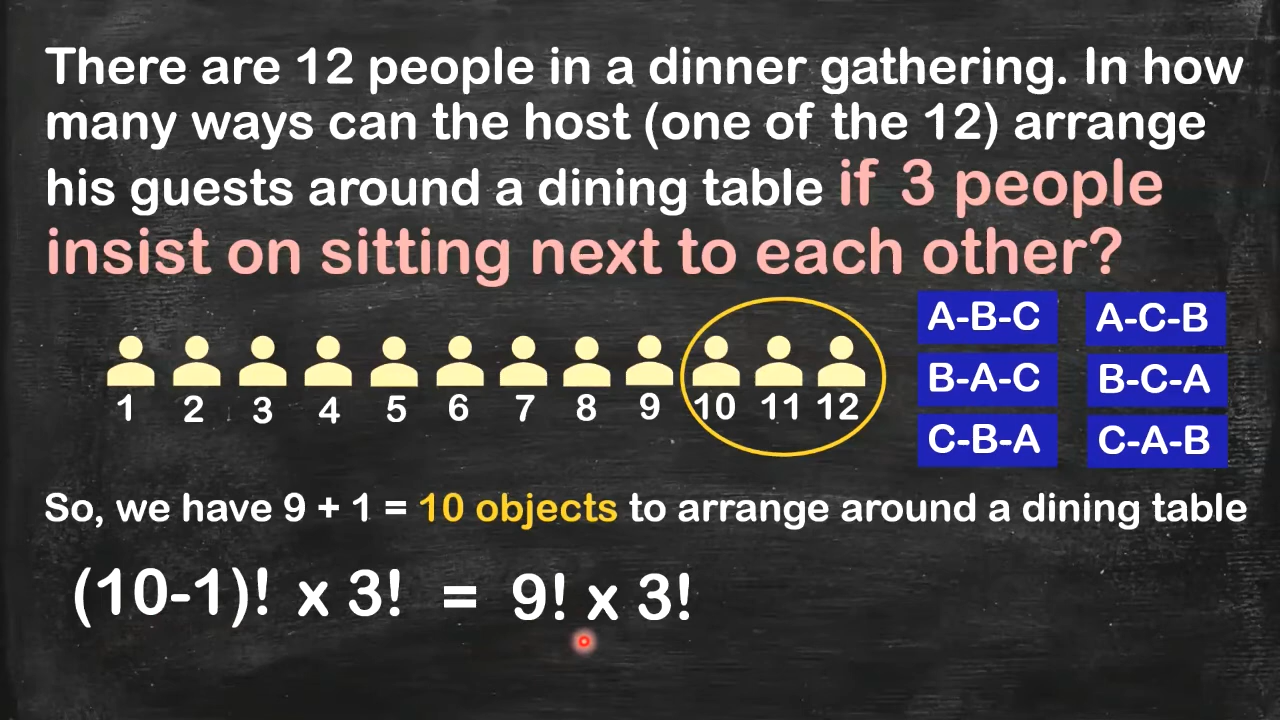 There are 12 people in a dinner gathering. In how
many ways can the host (one of the 12) arrange
his guests around a dining table if 3 people
insist on sitting next to each other?
1 2 3 4 5 6 7 8 9 10 11 12
A-B-C A-C-B
B-A-C B-C-A
C-B-A C-A-B
So, we have 9 + 1 = 10 objects to arrange around a dining table
(10-1)! x 3! = 9! x 3!